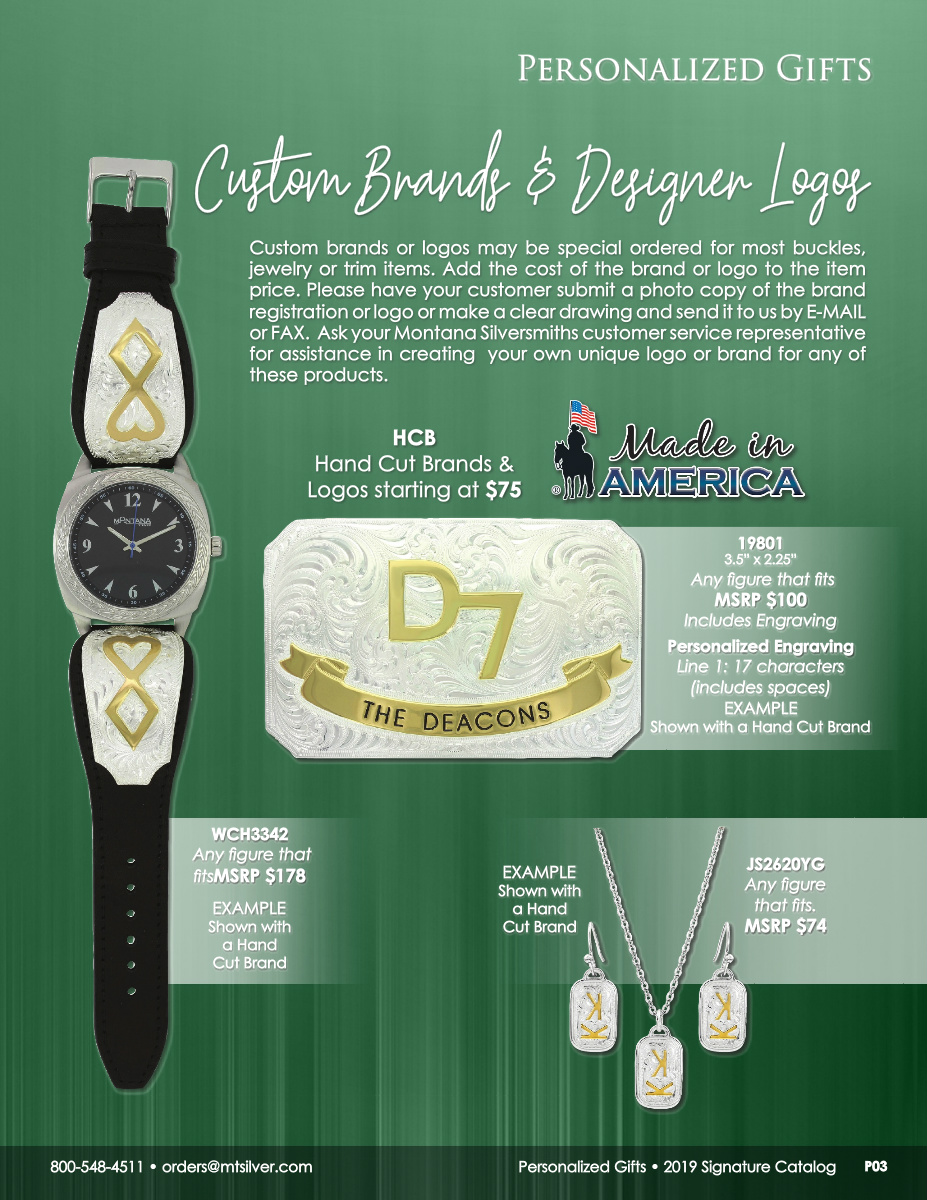 PERSONALIZED GIFTS
Custom Brands & Designer Logos
Custom brands or logos may be special ordered for most buckles,
jewelry or trim items. Add the cost of the brand or logo to the item
price. Please have your customer submit a photo copy of the brand
registration or logo or make a clear drawing and send it to us by E-MAIL
or FAX. Ask your Montana Silversmiths customer service representative
for assistance in creating your own unique logo or brand for any of
these products.
HCB
Hand Cut Brands &
Logos starting at $75
Made in
AMERICA
®
12
MONTANA
9
3
6
D7
THE DEACONS
19801
3.5" x 2.25"
Any figure that fits
MSRP $100
Includes Engraving
Personalized Engraving
Line 1: 17 characters
(includes spaces)
EXAMPLE
Shown with a Hand Cut Brand
WCH3342
Any figure that
fitsMSRP $178
EXAMPLE
Shown with
a Hand
Cut Brand
EXAMPLE
Shown with
a Hand
Cut Brand
JS2620YG
Any figure
that fits.
MSRP $74
K K
K K
K K
800-548-4511 • orders@mtsilver.com
Personalized Gifts • 2019 Signature Catalog P03